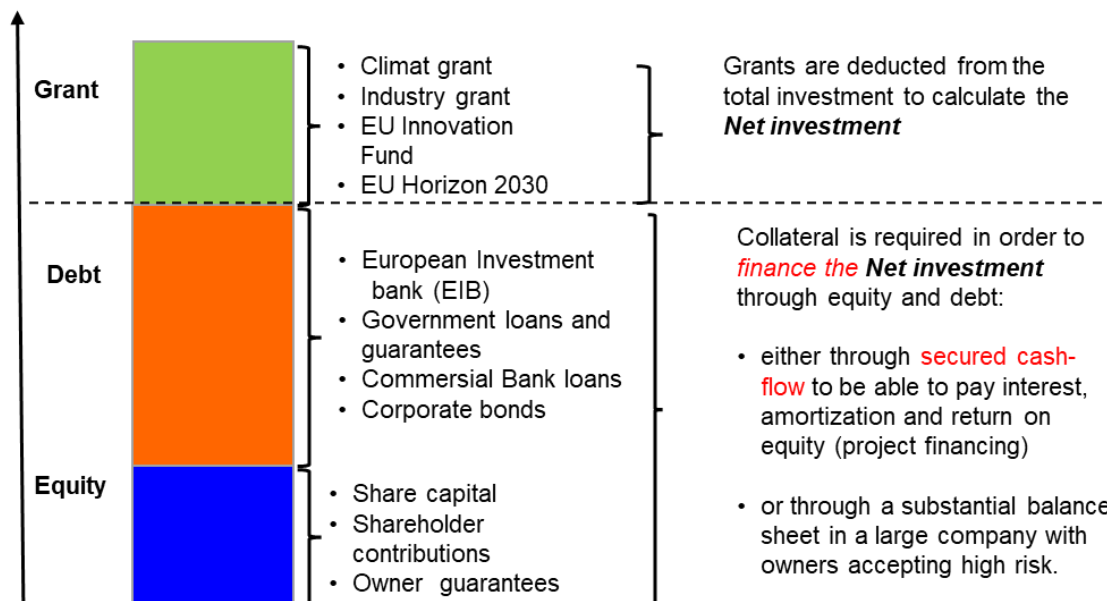 Grant
• Climat grant
• Industry grant
• EU Innovation
Fund
• EU Horizon 2030
Grants are deducted from the
total investment to calculate the
Net investment
Debt
• European Investment
bank (EIB)
• Government loans and
guarantees
• Commersial Bank loans
• Corporate bonds
Collateral is required in order to
finance the Net investment
through equity and debt:
• either through secured cash-
flow to be able to pay interest,
amortization and return on
equity (project financing)
• or through a substantial balance
sheet in a large company with
owners accepting high risk.
Equity
• Share capital
• Shareholder
contributions
• Owner guarantees